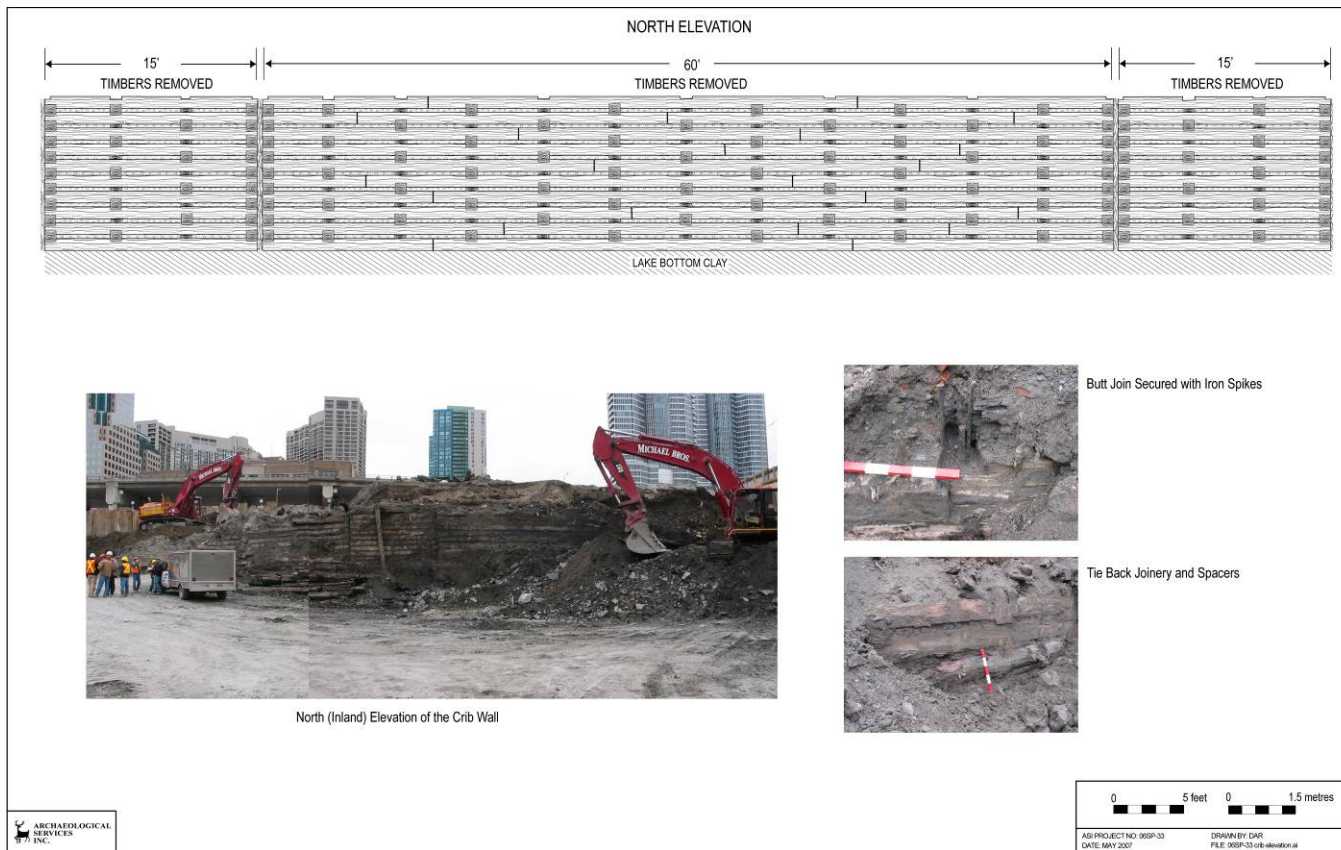 NORTH ELEVATION
15'
60'
15'
TIMBERS REMOVED
TIMBERS REMOVED
TIMBERS REMOVED
LAKE BOTTOM CLAY
MICHAEL BROS.
MICHAEL BROS.
North (Inland) Elevation of the Crib Wall
Butt Join Secured with Iron Spikes
Tie Back Joinery and Spacers
0 5 feet 0 1.5 metres
ASI PROJECT NO: 06SP-33
DRAWN BY: DAR
DATE: MAY 2007
FILE: 06SP-33 crib elevation.ai
ARCHAEOLOGICAL
SERVICES
INC.